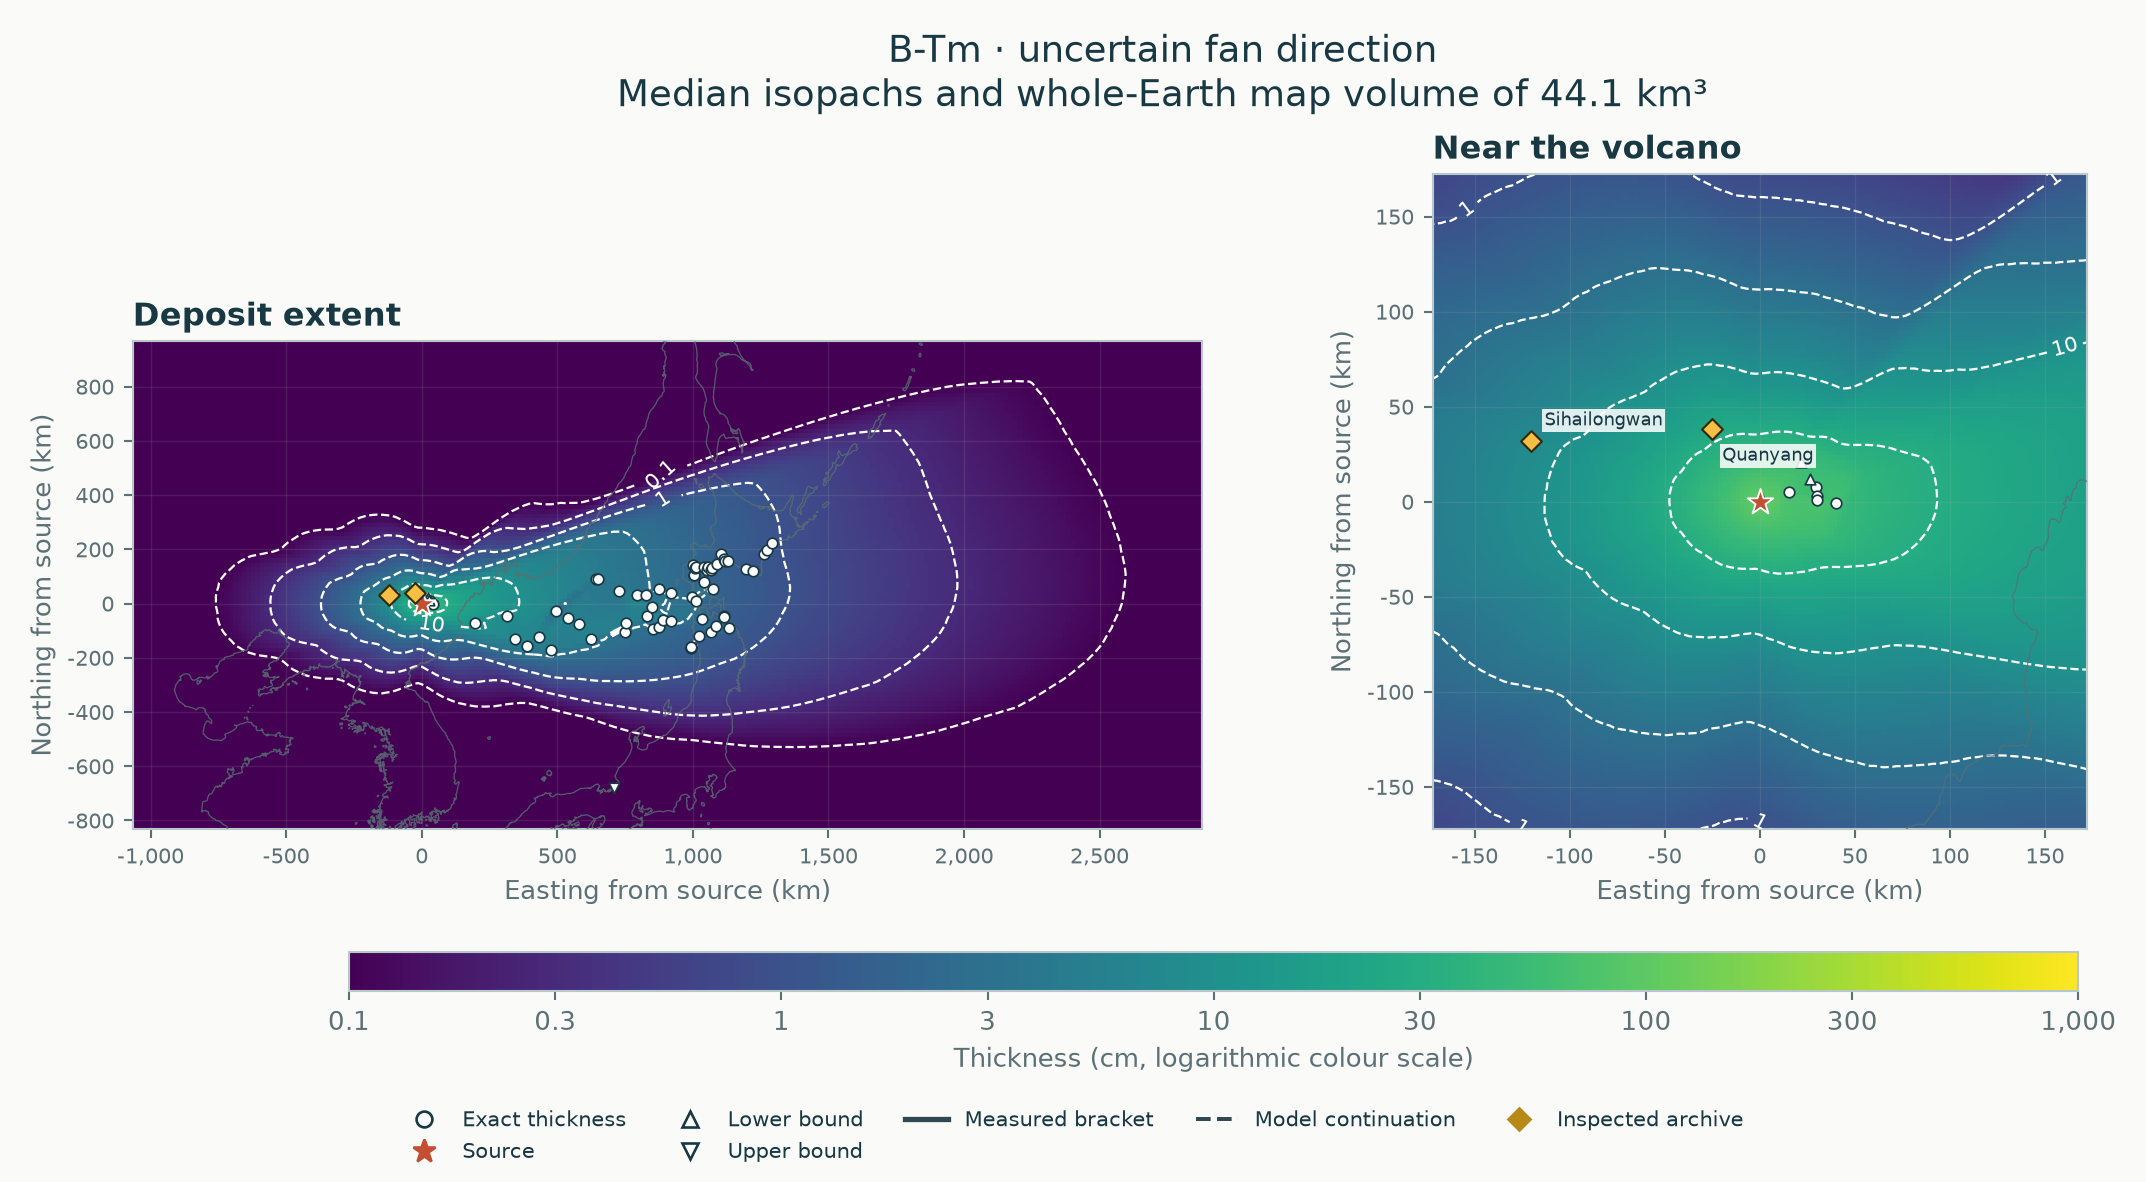 B-Tm · uncertain fan direction
Median isopachs and whole-Earth map volume of 44.1 km³
Deposit extent
Northing from source (km)
800
600
400
200
0
-200
-400
-600
-800
0.1
1
10
-1,000
-500
0
500
1,000
1,500
2,000
2,500
Easting from source (km)
Near the volcano
Northing from source (km)
150
100
50
0
-50
-100
-150
1
1
10
Sihailongwan
Quanyang
1
1
-150
-100
-50
0
50
100
150
Easting from source (km)
0.1
0.3
1
3
10
30
100
300
1,000
Thickness (cm, logarithmic colour scale)
Exact thickness
Lower bound
Measured bracket
Model continuation
Inspected archive
Source
Upper bound